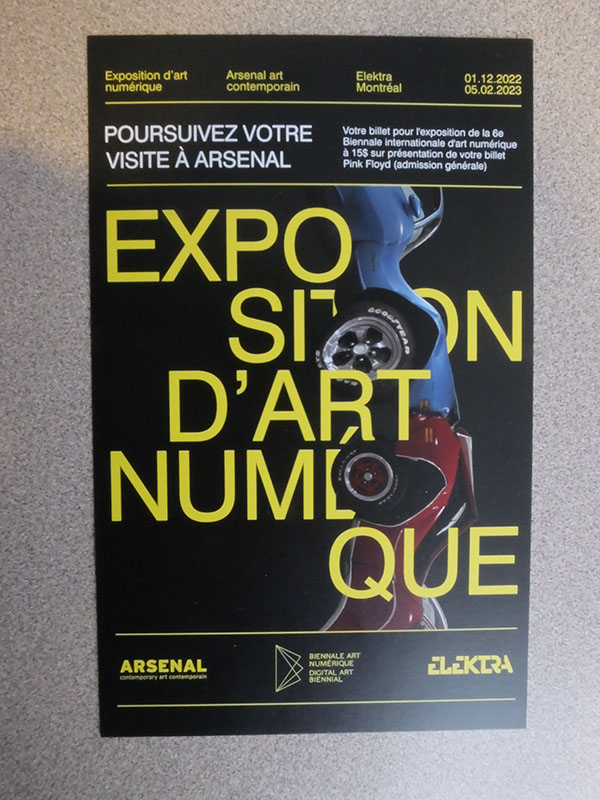 Exposition d'art
numérique
Arsenal art
contemporain
Elektra
Montréal
01.12.2022
05.02.2023
POURSUIVEZ VOTRE
VISITE À ARSENAL
Votre billet pour l'exposition de la 6e
Biennale internationale d'art numérique
à 15$ sur présentation de votre billet
Pink Floyd (admission générale)
EXPO
SITION
D'ART
NUMÉ
QUE
GOODYEAR
ARSENAL
contemporary art contemporain
BIENNALE ART
NUMÉRIQUE
DIGITAL ART
BIENNIAL
ELEKTRA